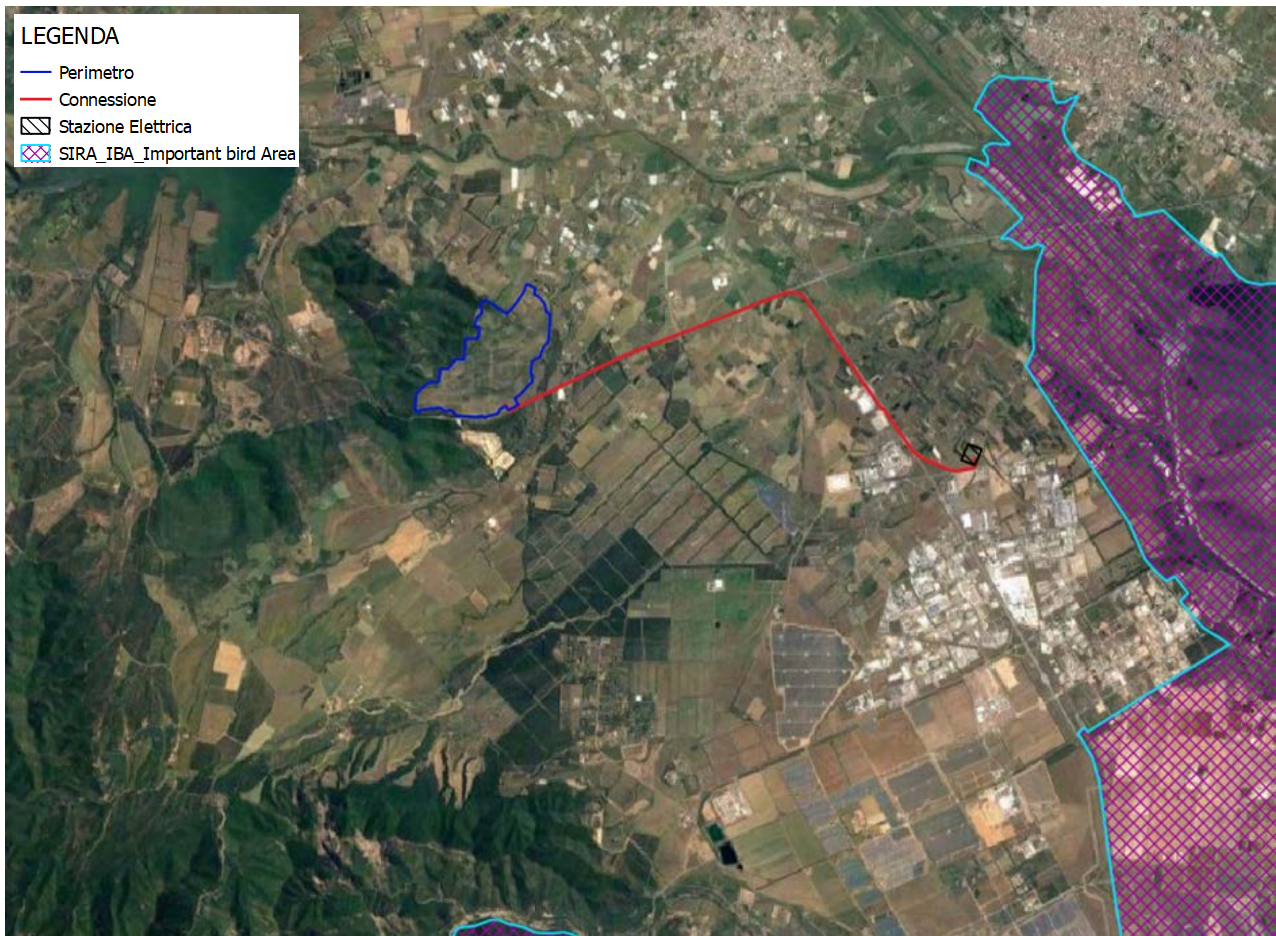 LEGENDA
Perimetro
Connessione
Stazione Elettrica
SIRA_IBA_Important bird Area